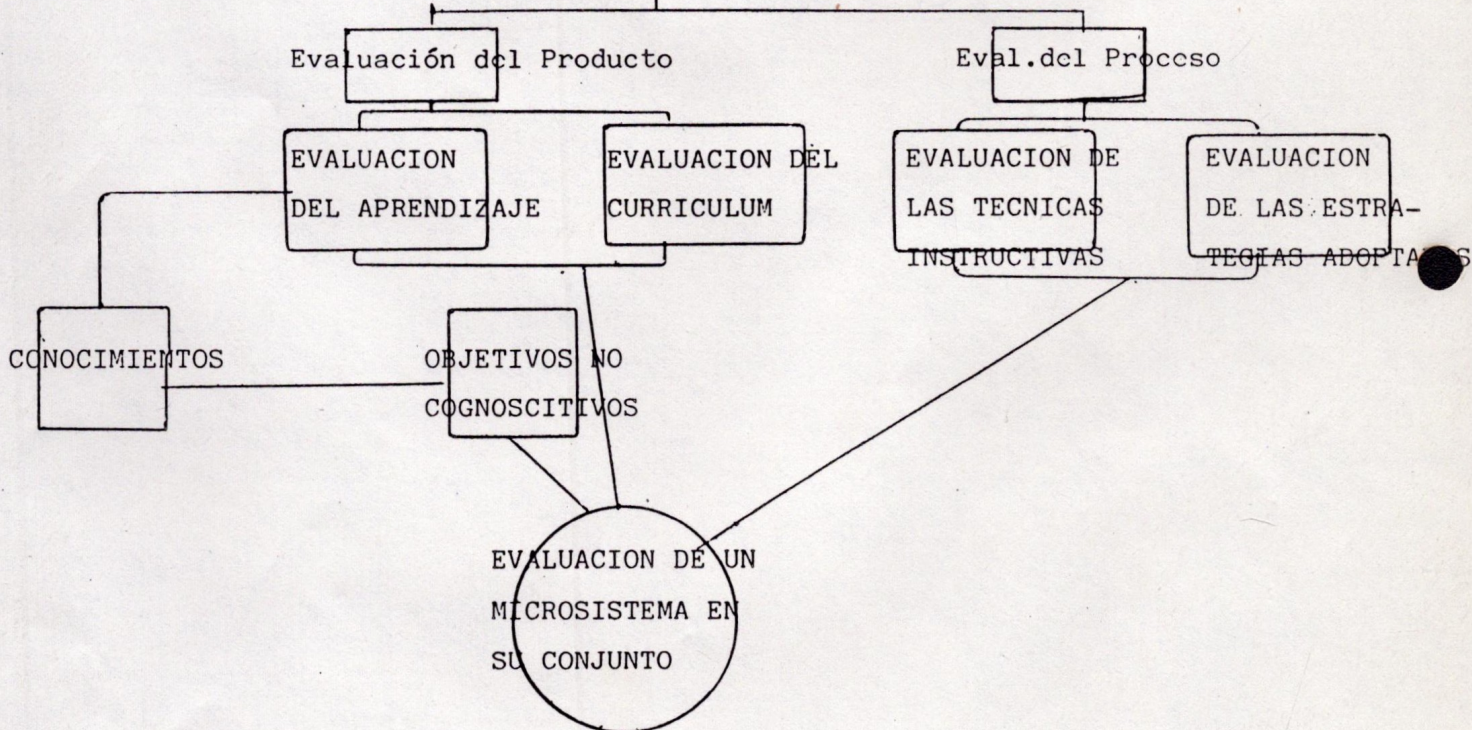 Evaluación del Producto
Eval.del Proceso
EVALUACION
DEL APRENDIZAJE
EVALUACION DEL
CURRICULUM
EVALUACION DE
LAS TECNICAS
INSTRUCTIVAS
EVALUACION
DE LAS ESTRA-
TEGIAS
CONOCIMIENTOS
OBJETIVOS NO
COGNOSCITIVOS
EVALUACION DE UN
MICROSISTEMA EN
SU CONJUNTO